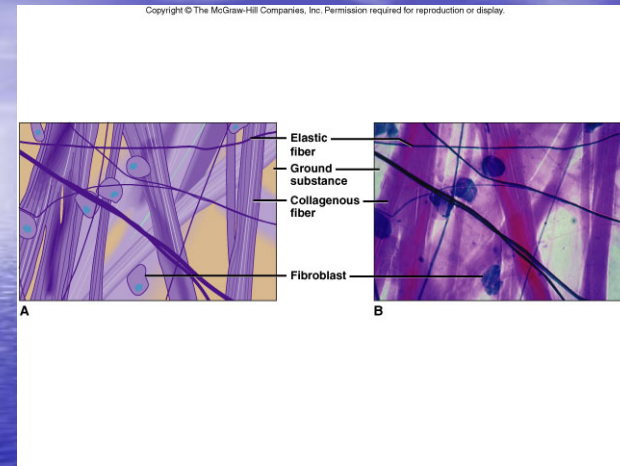 Copyright © The McGraw-Hill Companies, Inc. Permission required for reproduction or display.
Elastic
fiber
Ground
substance
Collagenous
fiber
Fibroblast
A
B